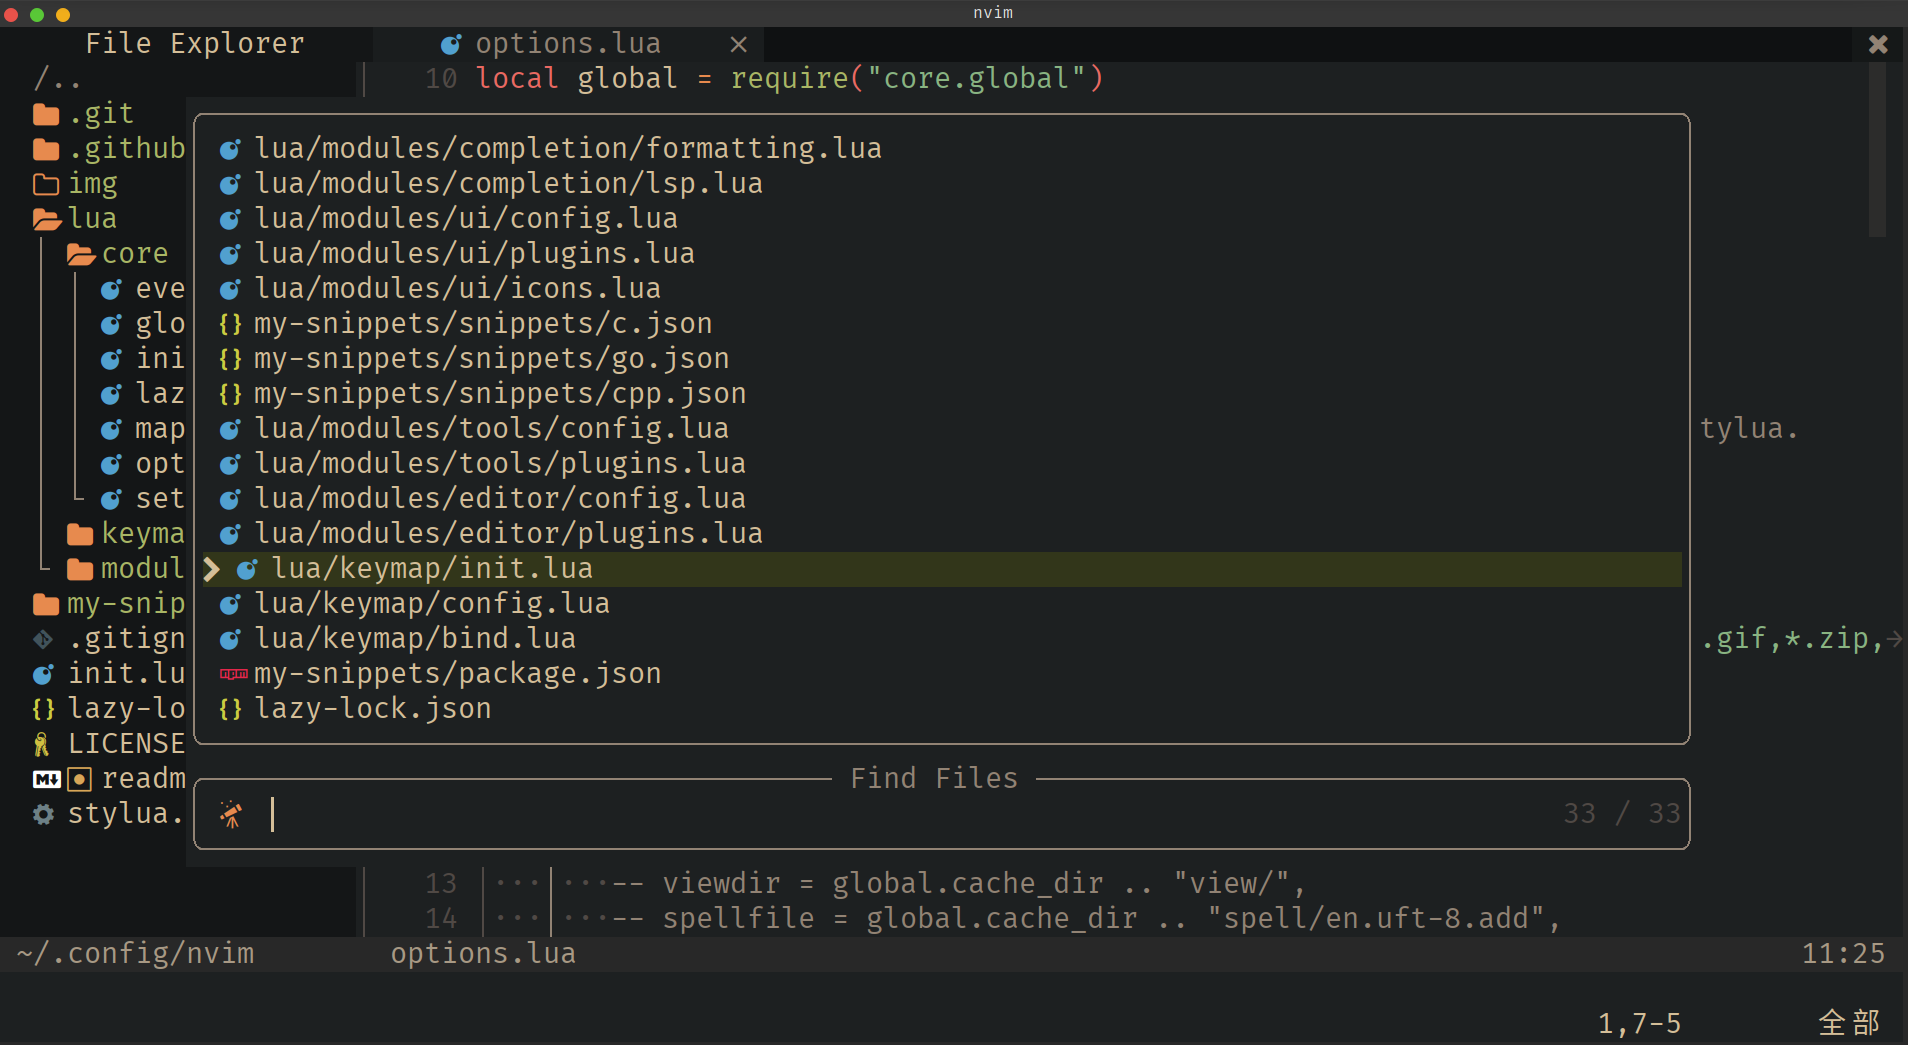 nvim
File Explorer
options.lua ×
/..
10 local global = require("core.global")
.git
.github
img
lua
core
eve
glo
ini
laz
map
opt
set
keyma
modul
my-snip
.gitign
init.lu
{} lazy-lo
LICENSE
M↓ readm
stylua.
lua/modules/completion/formatting.lua
lua/modules/completion/lsp.lua
lua/modules/ui/config.lua
lua/modules/ui/plugins.lua
lua/modules/ui/icons.lua
{} my-snippets/snippets/c.json
{} my-snippets/snippets/go.json
{} my-snippets/snippets/cpp.json
lua/modules/tools/config.lua
lua/modules/tools/plugins.lua
lua/modules/editor/config.lua
lua/modules/editor/plugins.lua
> lua/keymap/init.lua
lua/keymap/config.lua
lua/keymap/bind.lua
npm my-snippets/package.json
{} lazy-lock.json
tylua.
.gif,*.zip,→
Find Files
33 / 33
13 ··· ···-- viewdir = global.cache_dir .. "view/",
14 ··· ···-- spellfile = global.cache_dir .. "spell/en.uft-8.add",
~/.config/nvim options.lua 11:25
1,7-5 全部